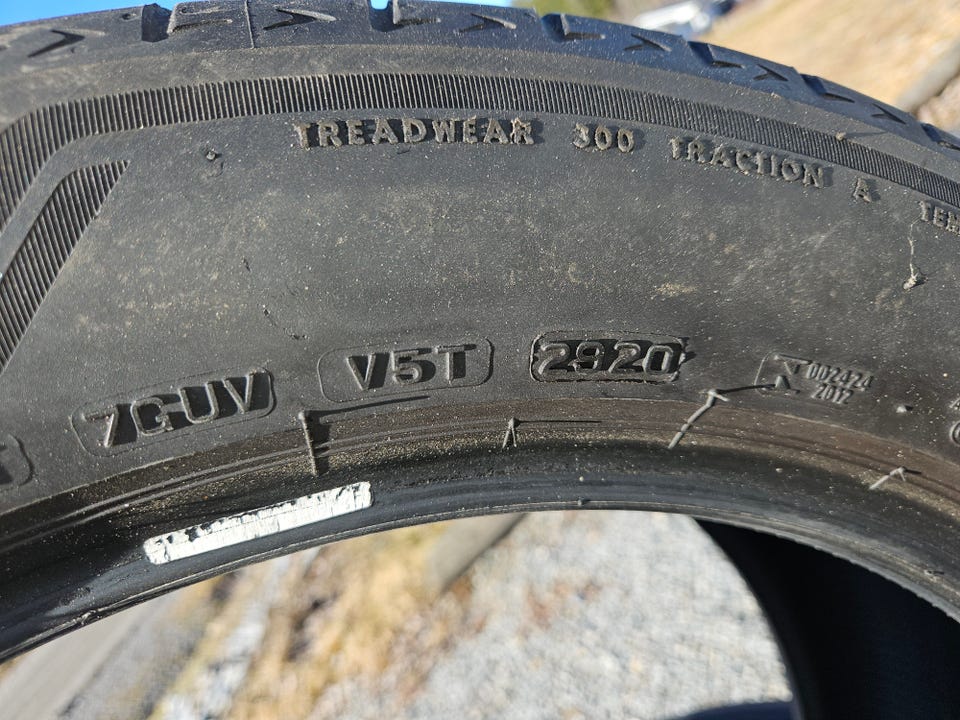 TREADWEAR 300 TRACTION A
7GUV V5T 2920
002424
2012